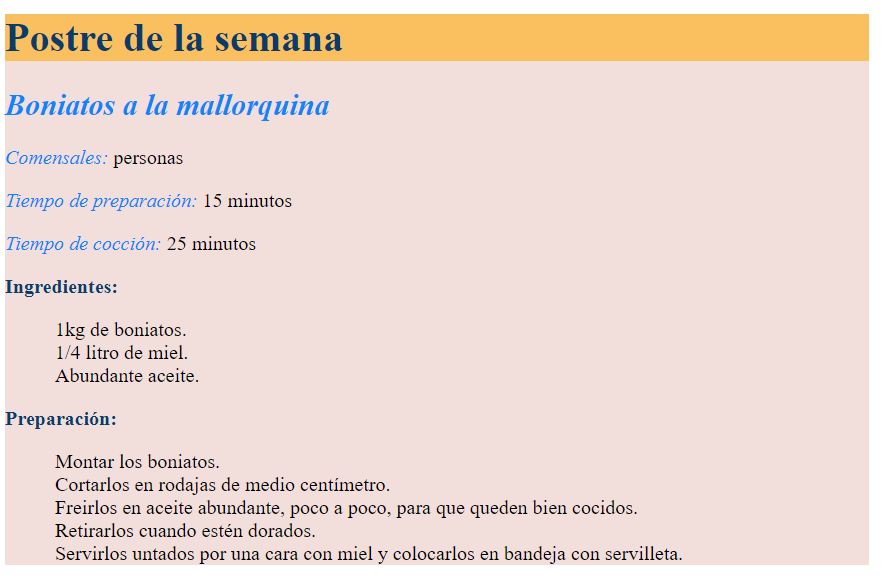 Postre de la semana
Boniatos a la mallorquina
Comensales: personas
Tiempo de preparación: 15 minutos
Tiempo de cocción: 25 minutos
Ingredientes:
1kg de boniatos.
1/4 litro de miel.
Abundante aceite.
Preparación:
Montar los boniatos.
Cortarlos en rodajas de medio centímetro.
Freirlos en aceite abundante, poco a poco, para que queden bien cocidos.
Retirarlos cuando estén dorados.
Servirlos untados por una cara con miel y colocarlos en bandeja con servilleta.